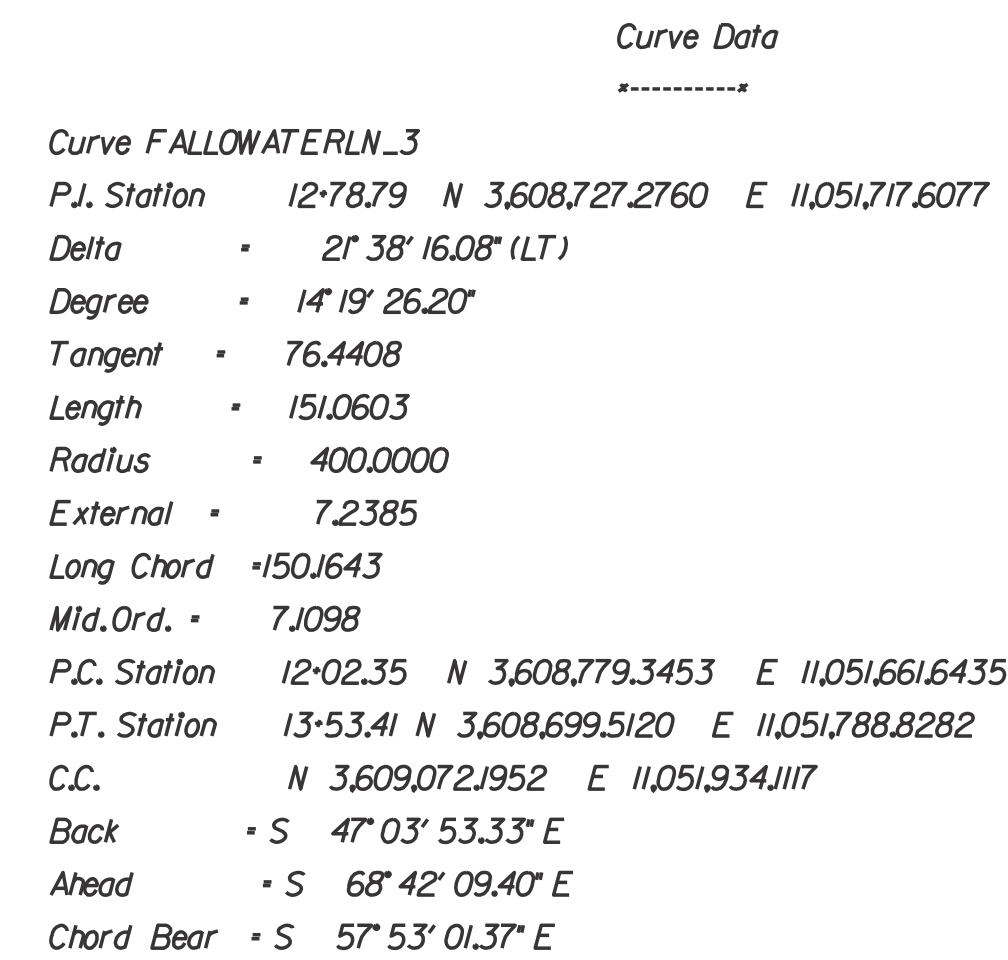 Curve Data
*----------*
Curve FALLOWATERLN_3
P.I. Station 12+78.79 N 3,608,727.2760 E 11,051,717.6077
Delta = 21° 38' 16.08" (LT)
Degree = 14° 19' 26.20"
Tangent = 76.4408
Length = 151.0603
Radius = 400.0000
External = 7.2385
Long Chord =150.1643
Mid.Ord. = 7.1098
P.C. Station 12+02.35 N 3,608,779.3453 E 11,051,661.6435
P.T. Station 13+53.41 N 3,608,699.5120 E 11,051,788.8282
C.C. N 3,609,072.1952 E 11,051,934.1117
Back = S 47° 03' 53.33" E
Ahead = S 68° 42' 09.40" E
Chord Bear = S 57° 53' 01.37" E